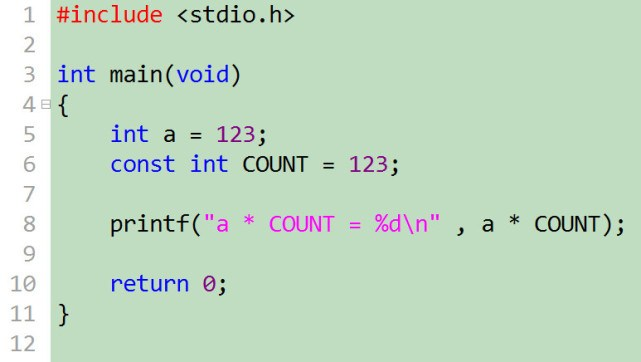 1 #include <stdio.h>
2
3 int main(void)
4 {
5     int a = 123;
6     const int COUNT = 123;
7
8     printf("a * COUNT = %d\n" , a * COUNT);
9
10     return 0;
11 }
12